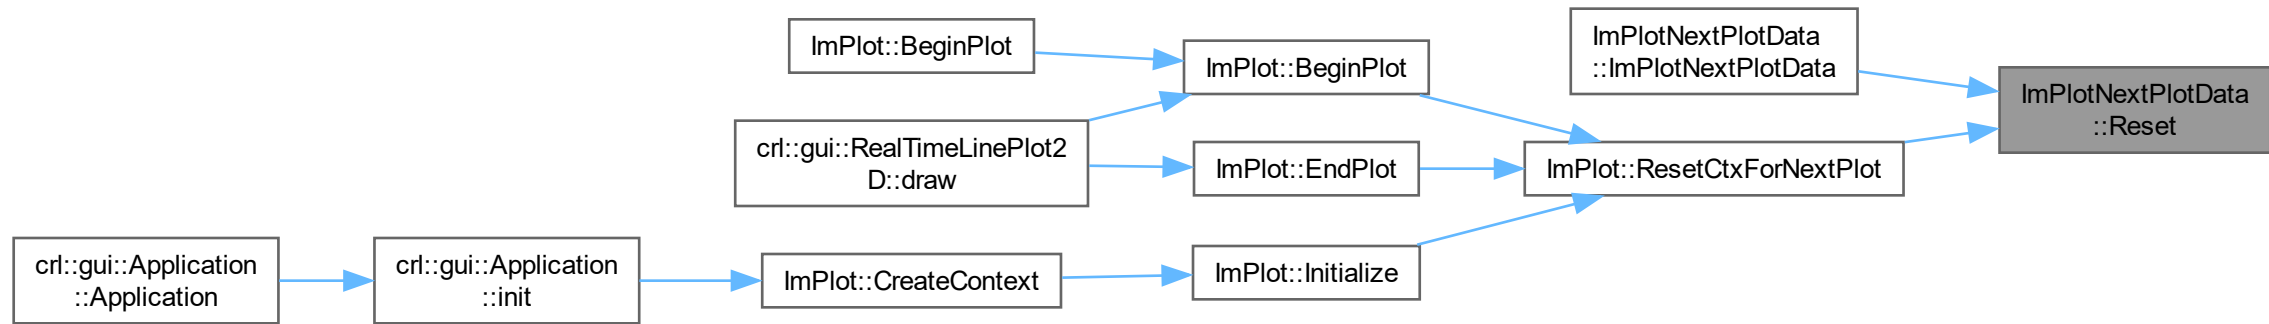 ImPlot::BeginPlot
ImPlot::BeginPlot
ImPlotNextPlotData
::ImPlotNextPlotData
ImPlotNextPlotData
::Reset
crl::gui::RealTimeLinePlot2
D::draw
ImPlot::EndPlot
ImPlot::ResetCtxForNextPlot
crl::gui::Application
::Application
crl::gui::Application
::init
ImPlot::CreateContext
ImPlot::Initialize